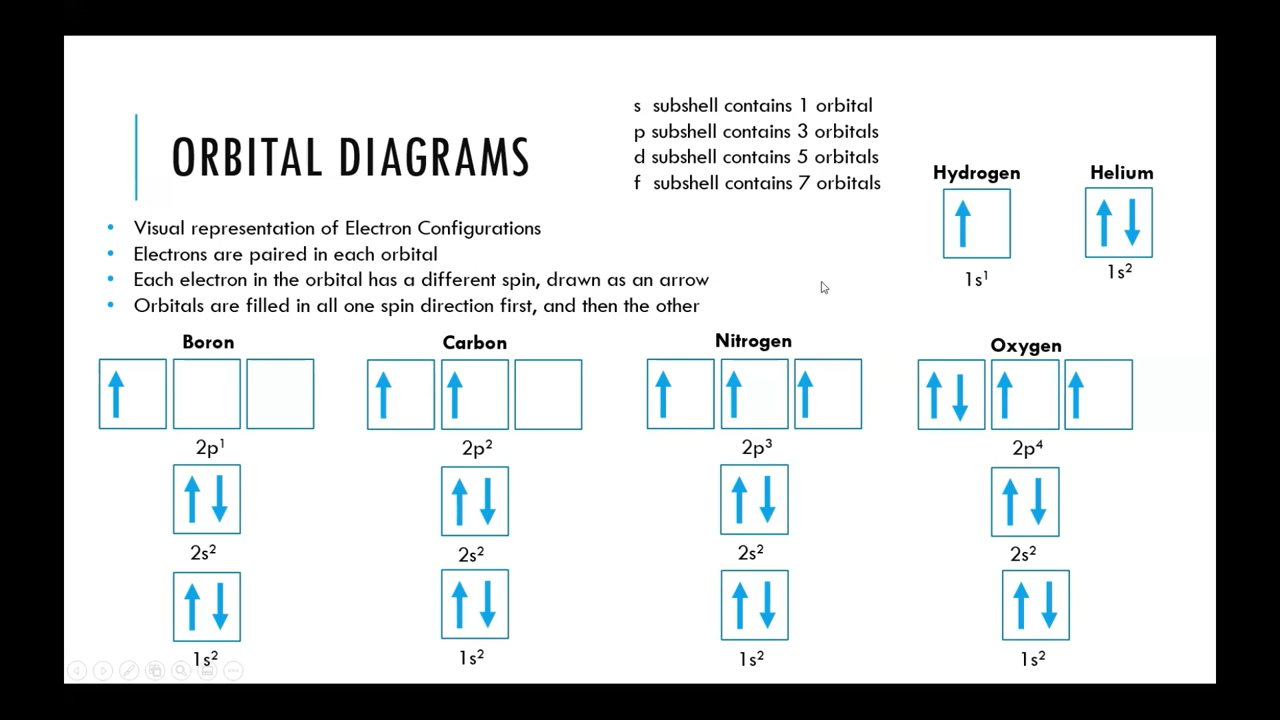 ORBITAL DIAGRAMS
s subshell contains 1 orbital
p subshell contains 3 orbitals
d subshell contains 5 orbitals
f subshell contains 7 orbitals
• Visual representation of Electron Configurations
• Electrons are paired in each orbital
• Each electron in the orbital has a different spin, drawn as an arrow
• Orbitals are filled in all one spin direction first, and then the other
Hydrogen
1s¹
Helium
1s²
Boron
2p¹
2s²
1s²
Carbon
2p²
2s²
1s²
Nitrogen
2p³
2s²
1s²
Oxygen
2p⁴
2s²
1s²